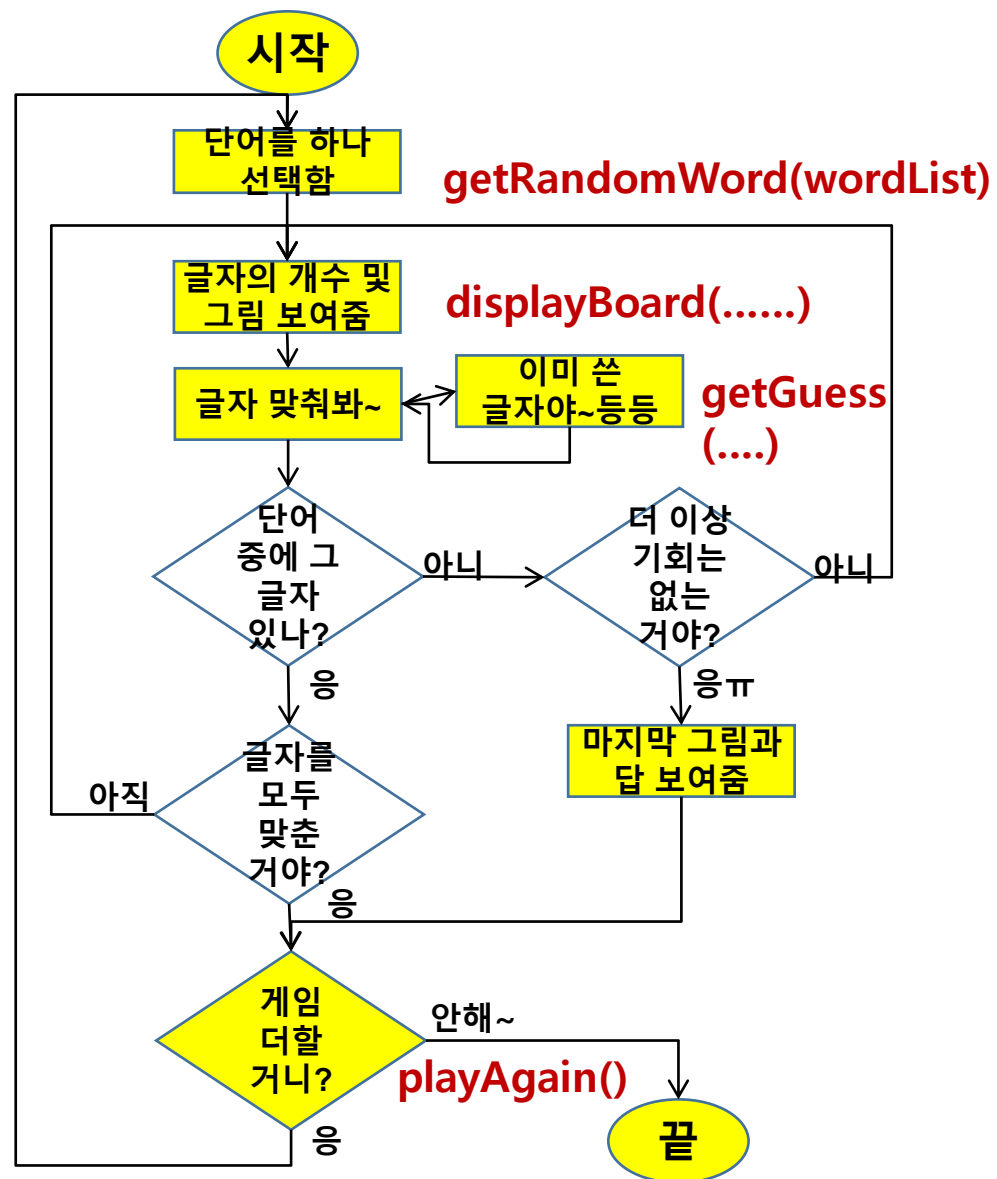 시작
단어를 하나
선택함
getRandomWord(wordList)
글자의 개수 및
그림 보여줌
displayBoard(......)
글자 맞춰봐~
이미 쓴
글자야~등등
getGuess
(....)
단어
중에 그
글자
있나?
아니
더 이상
기회는
없는
거야?
아니
응
응ㅠ
마지막 그림과
답 보여줌
글자를
모두
맞춘
거야?
아직
응
게임
더할
거니?
안해~
playAgain()
응
끝